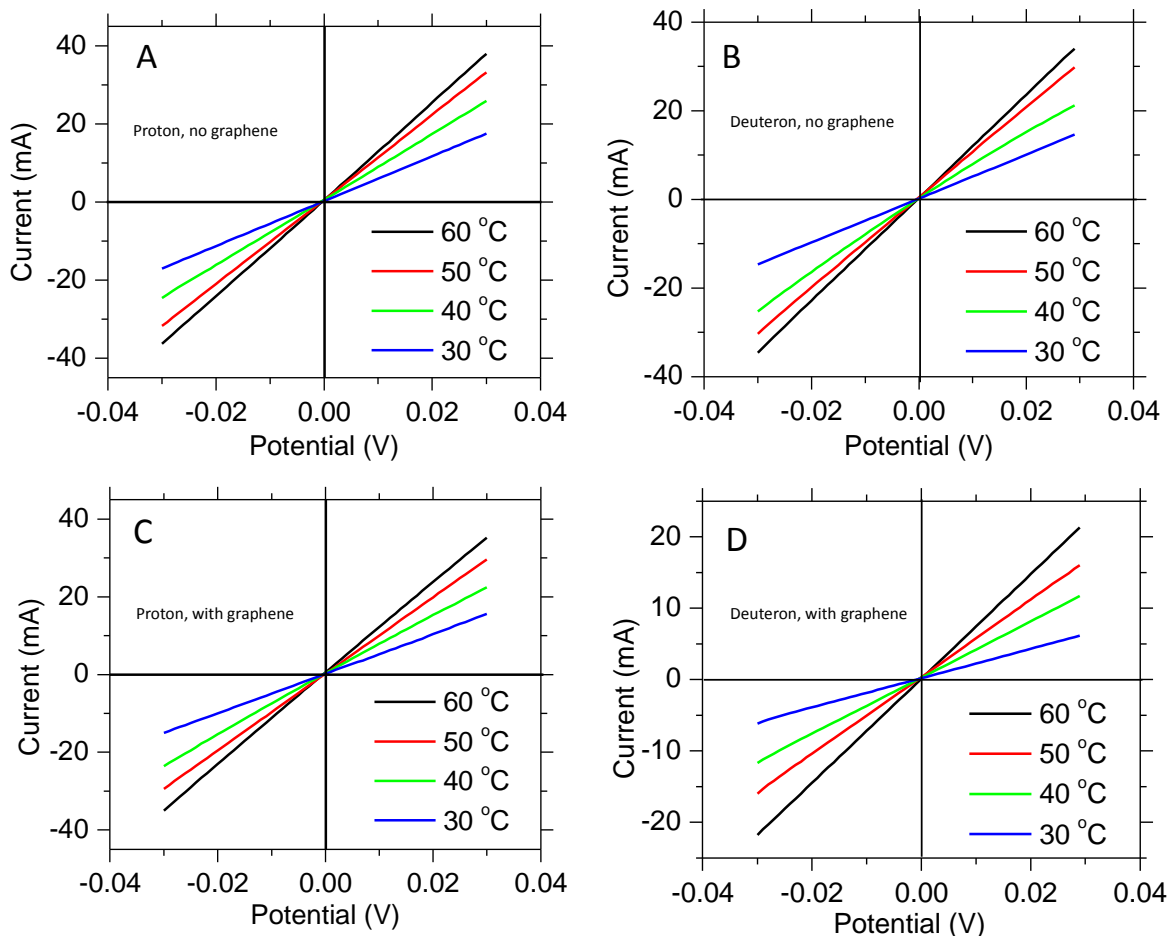 A
Proton, no graphene
40
20
0
-20
-40
Current (mA)
60 °C
50 °C
40 °C
30 °C
-0.04 -0.02 0.00 0.02 0.04
Potential (V)
B
Deuteron, no graphene
40
20
0
-20
-40
Current (mA)
60 °C
50 °C
40 °C
30 °C
-0.04 -0.02 0.00 0.02 0.04
Potential (V)
C
Proton, with graphene
40
20
0
-20
-40
Current (mA)
60 °C
50 °C
40 °C
30 °C
-0.04 -0.02 0.00 0.02 0.04
Potential (V)
D
Deuteron, with graphene
20
10
0
-10
-20
Current (mA)
60 °C
50 °C
40 °C
30 °C
-0.04 -0.02 0.00 0.02 0.04
Potential (V)